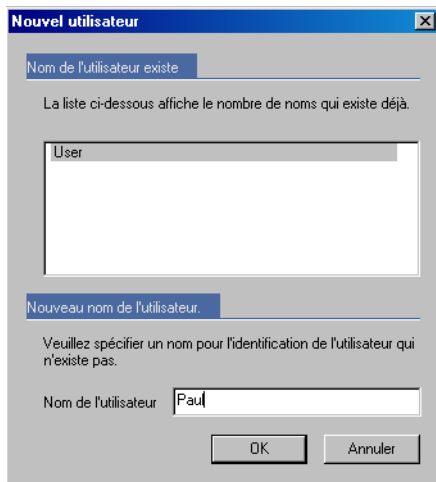 Nouvel utilisateur
Nom de l'utilisateur existe
La liste ci-dessous affiche le nombre de noms qui existe déjà.
User
Nouveau nom de l'utilisateur.
Veuillez spécifier un nom pour l'identification de l'utilisateur qui
n'existe pas.
Nom de l'utilisateur Paul
OK Annuler